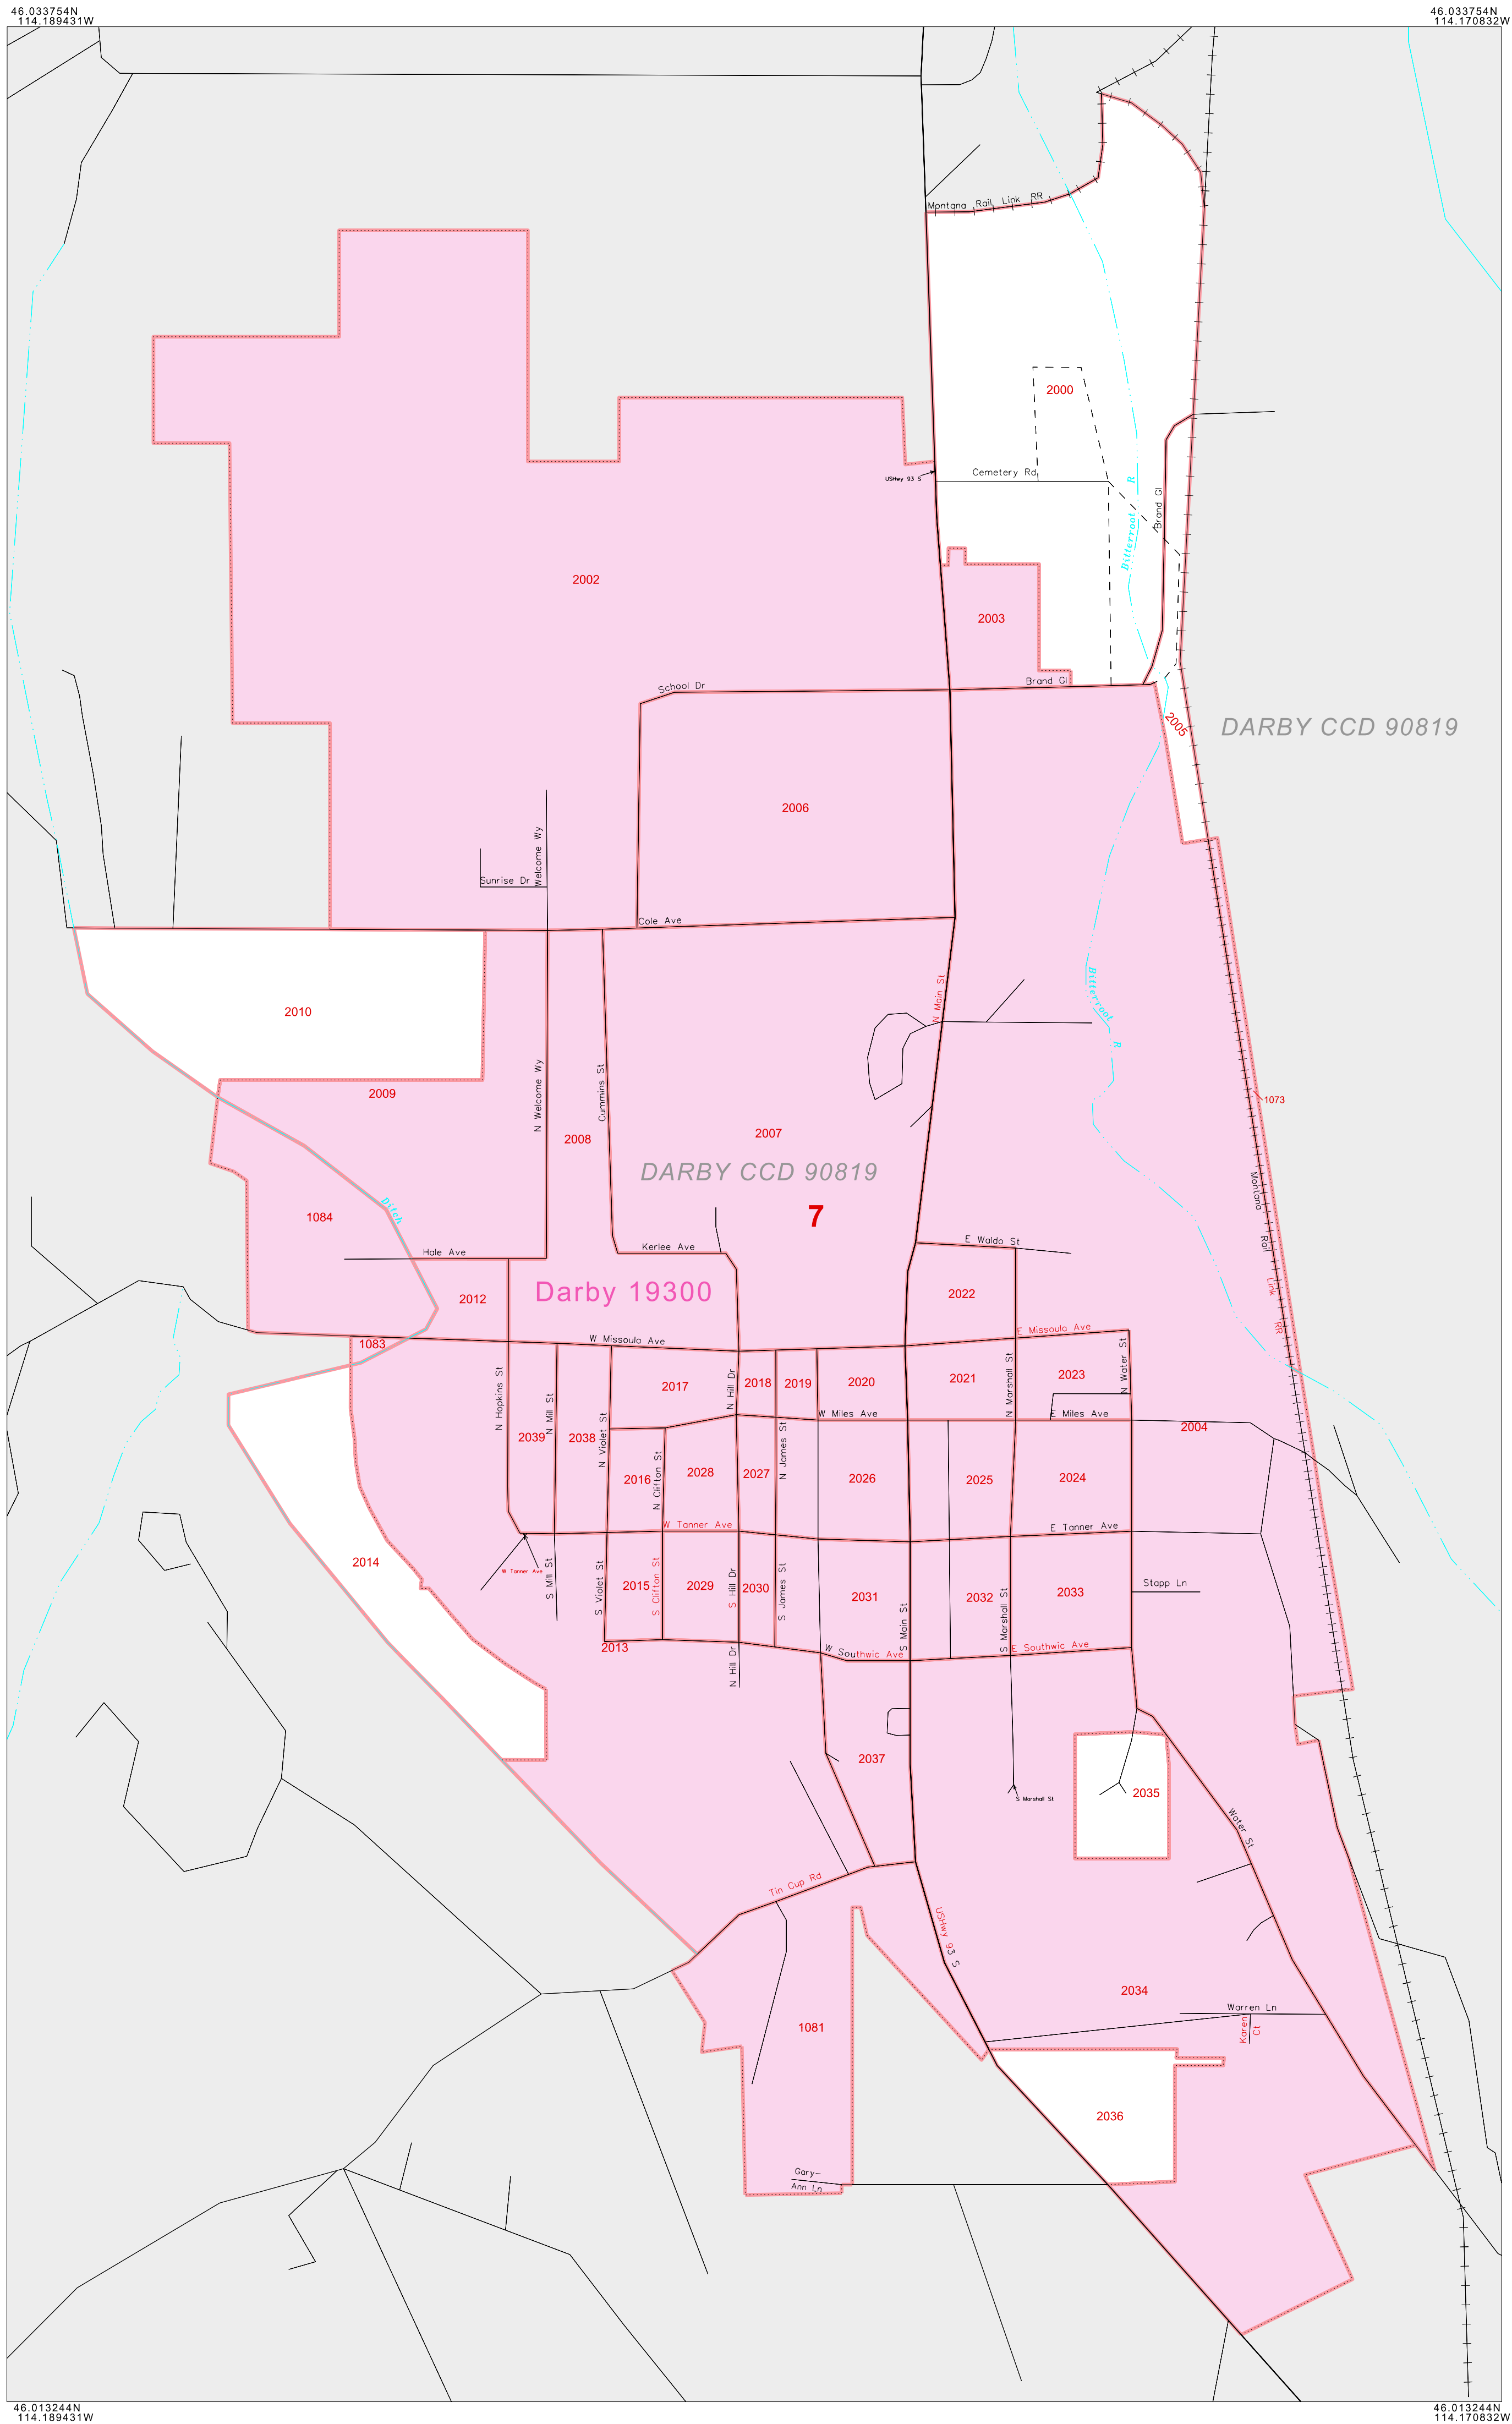 46.033754N
114.189431W
46.033754N
114.170832W
Montana Rail Link RR
2000
USHwy 93 S
Cemetery Rd
Bitterroot R
Brand Gl
2002
2003
School Dr
Brand Gl
2005
DARBY CCD 90819
2006
Welcome Wy
Sunrise Dr
Cole Ave
2010
N Main St
Bitterroot R
2009
N Welcome Wy
Cummins St
1073
2008
2007
DARBY CCD 90819
Montana Rail Link RR
Ditch
1084
7
Hale Ave
Kerlee Ave
E Waldo St
Darby 19300
2012
2022
1083
W Missoula Ave
E Missoula Ave
N Hopkins St
N Mill St
N Violet St
2017
N Hill Dr
2018
2019
2020
2021
N Marshall St
2023
N Water St
W Miles Ave
E Miles Ave
2004
2039
2038
2016
N Clifton St
2028
2027
N James St
2026
2025
2024
W Tanner Ave
E Tanner Ave
W Tanner Ave
2014
S Mill St
S Violet St
2015
S Clifton St
2029
S Hill Dr
2030
S James St
2031
S Main St
2032
S Marshall St
2033
Stapp Ln
2013
N Hill Dr
W Southwic Ave
E Southwic Ave
2037
S Marshall St
2035
Water St
Tin Cup Rd
USHwy 93 S
2034
1081
Warren Ln
Karen Ct
2036
Gary-
Ann Ln
46.013244N
114.189431W
46.013244N
114.170832W